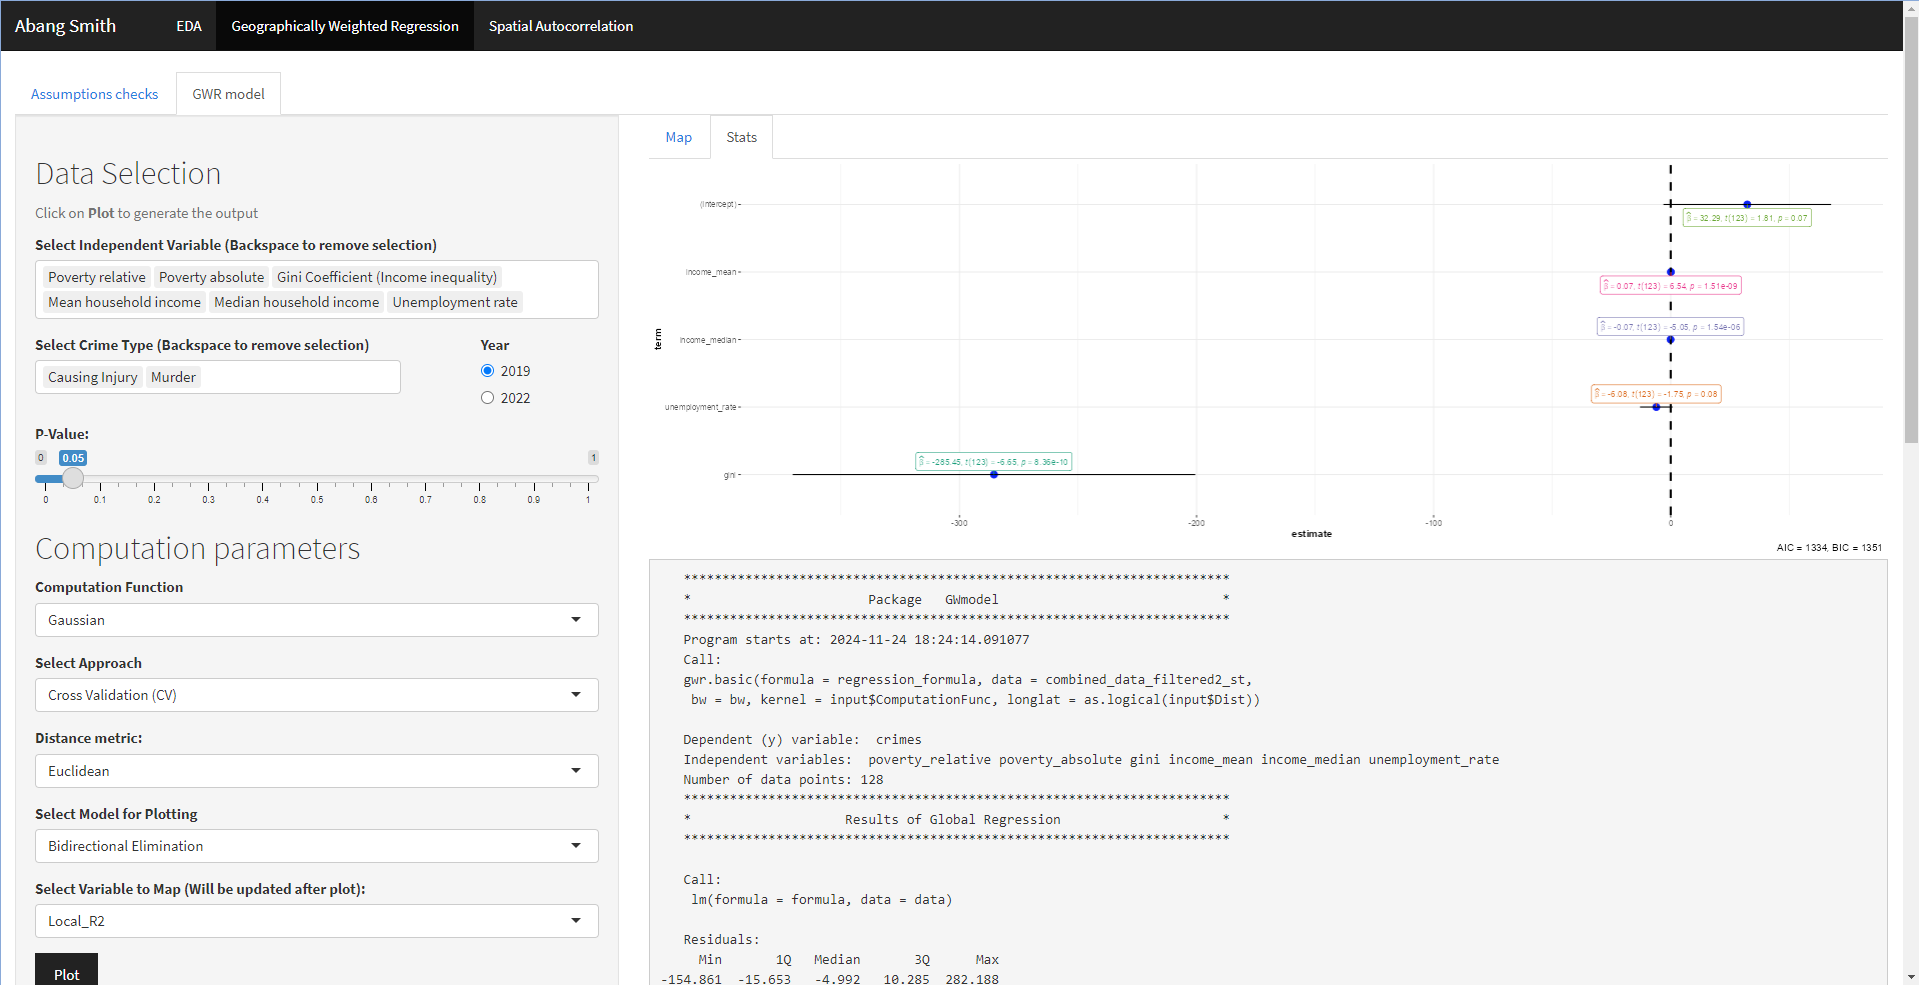 Abang Smith EDA Geographically Weighted Regression Spatial Autocorrelation
Assumptions checks GWR model
Data Selection
Click on Plot to generate the output
Select Independent Variable (Backspace to remove selection)
Poverty relative Poverty absolute Gini Coefficient (Income inequality)
Mean household income Median household income Unemployment rate
Select Crime Type (Backspace to remove selection)
Causing Injury Murder
Year
2019
2022
P-Value:
0 0.05 1
0 0.1 0.2 0.3 0.4 0.5 0.6 0.7 0.8 0.9 1
Computation parameters
Computation Function
Gaussian
Select Approach
Cross Validation (CV)
Distance metric:
Euclidean
Select Model for Plotting
Bidirectional Elimination
Select Variable to Map (Will be updated after plot):
Local_R2
Plot
Map Stats
term
(Intercept)
β̂ = 32.29, t(123) = 1.81, p = 0.07
income_mean
β̂ = 0.07, t(123) = 6.54, p = 1.51e-09
β̂ = -0.07, t(123) = -5.05, p = 1.54e-06
income_median
β̂ = -6.08, t(123) = -1.75, p = 0.08
unemployment_rate
β̂ = -285.45, t(123) = -6.65, p = 8.36e-10
gini
-300 -200 -100 0
estimate
AIC = 1334, BIC = 1351
***********************************************************************
* Package GWmodel *
***********************************************************************
Program starts at: 2024-11-24 18:24:14.091077
Call:
gwr.basic(formula = regression_formula, data = combined_data_filtered2_st,
bw = bw, kernel = input$ComputationFunc, longlat = as.logical(input$Dist))
Dependent (y) variable: crimes
Independent variables: poverty_relative poverty_absolute gini income_mean income_median unemployment_rate
Number of data points: 128
***********************************************************************
* Results of Global Regression *
***********************************************************************
Call:
lm(formula = formula, data = data)
Residuals:
Min 1Q Median 3Q Max
-154.861 -15.653 -4.992 10.285 282.188